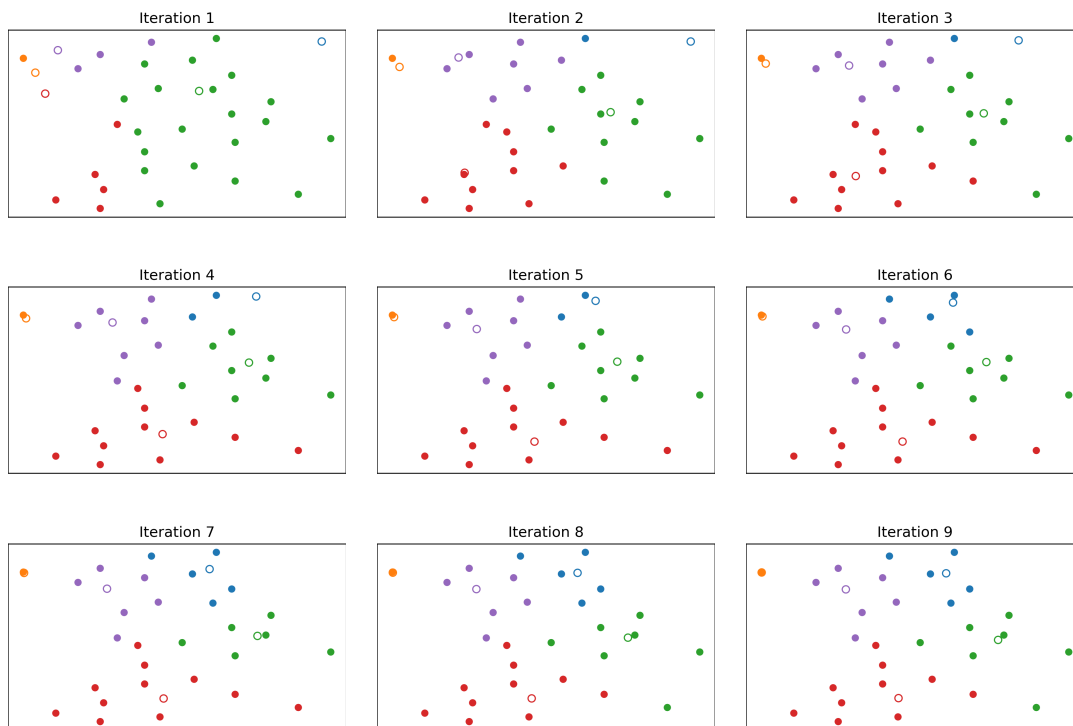 Iteration 1
Iteration 2
Iteration 3
Iteration 4
Iteration 5
Iteration 6
Iteration 7
Iteration 8
Iteration 9